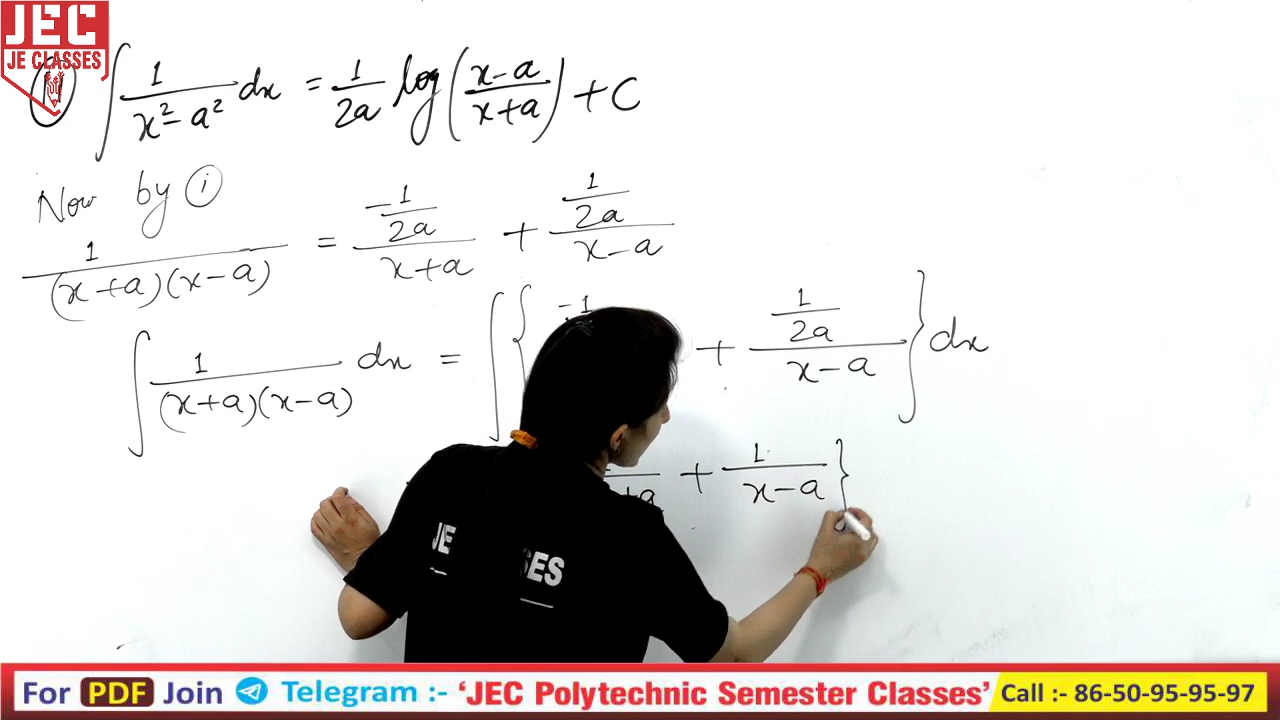 JEC
JE CLASSES
∫ 1/(x² - a²) dx = 1/2a log((x-a)/(x+a)) + C
Now by ⓘ
1/((x+a)(x-a)) = (-1/2a)/(x+a) + (1/2a)/(x-a)
∫ 1/((x+a)(x-a)) dx = ∫{ -1 + (1/2a)/(x-a) } dx
+a + 1/(x-a) }
JE SES
For PDF Join Telegram :- 'JEC Polytechnic Semester Classes' Call :- 86-50-95-95-97